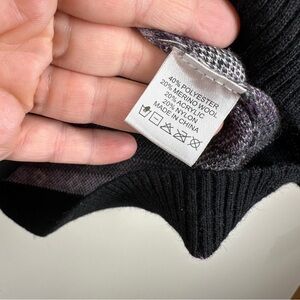 40% POLYESTER
20% MERINO WOOL
20% ACRYLIC
20% NYLON
MADE IN CHINA